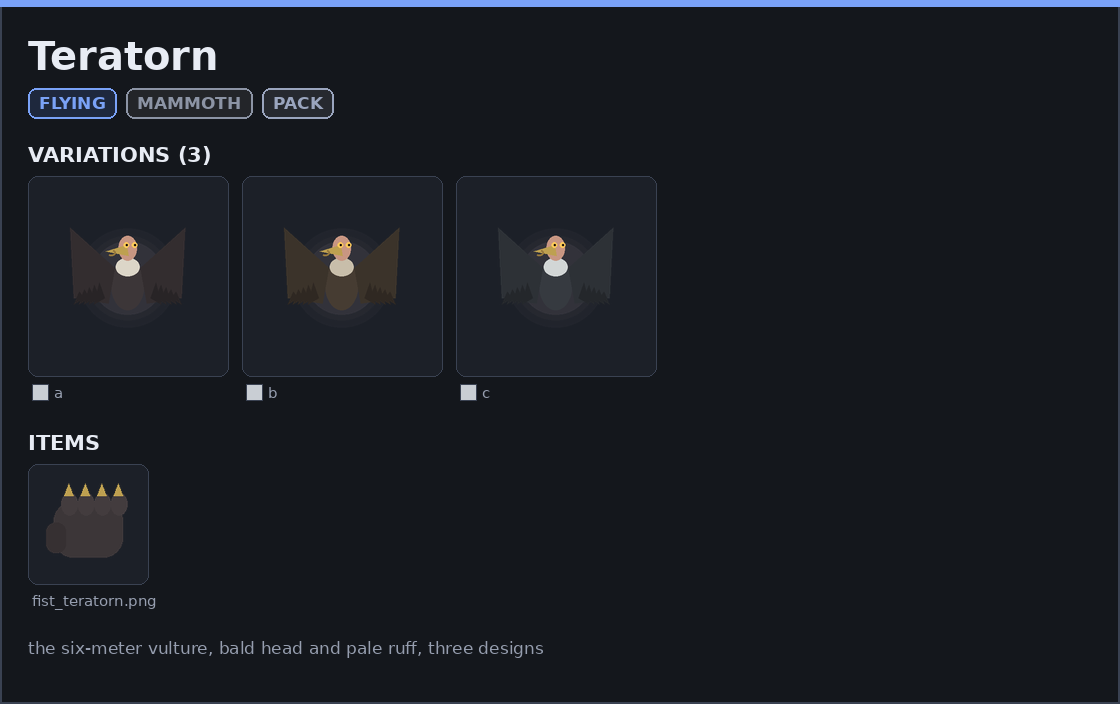 Teratorn
FLYING MAMMOTH PACK
VARIATIONS (3)
a b c
ITEMS
fist_teratorn.png
the six-meter vulture, bald head and pale ruff, three designs